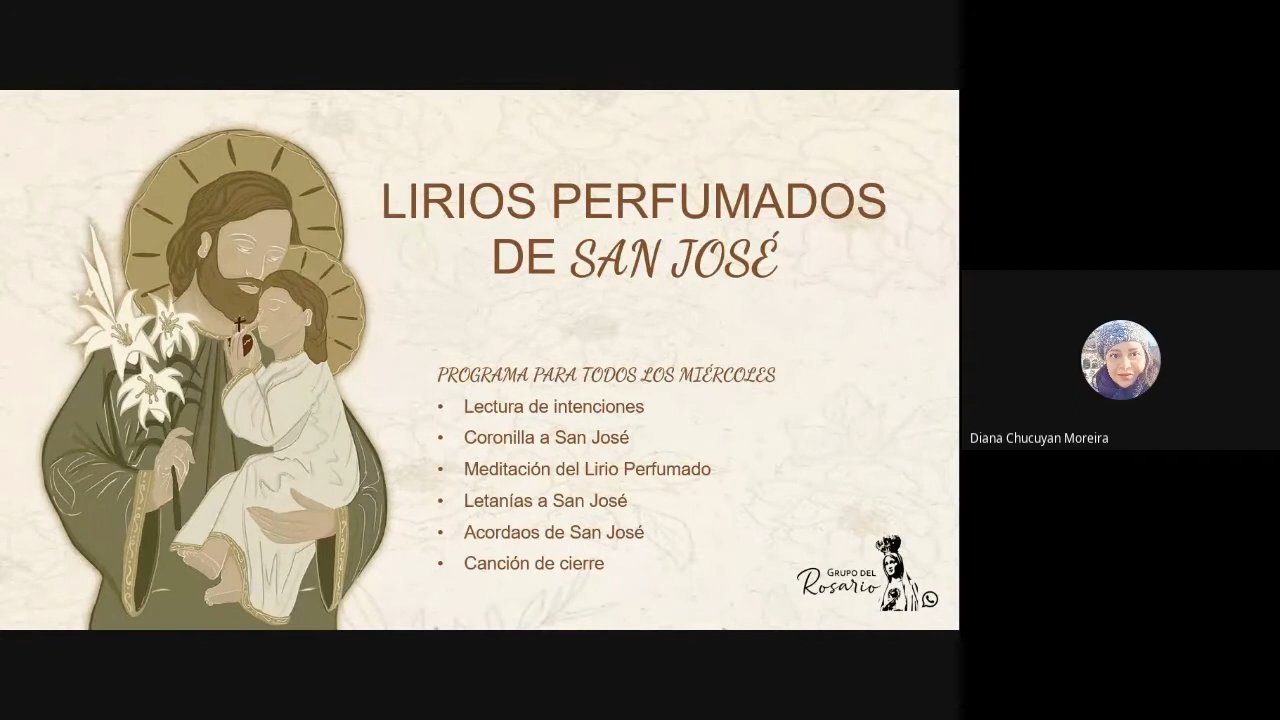 LIRIOS PERFUMADOS
DE SAN JOSÉ
PROGRAMA PARA TODOS LOS MIÉRCOLES
• Lectura de intenciones
• Coronilla a San José
• Meditación del Lirio Perfumado
• Letanías a San José
• Acordaos de San José
• Canción de cierre
GRUPO DEL
Rosario
Diana Chucuyan Moreira